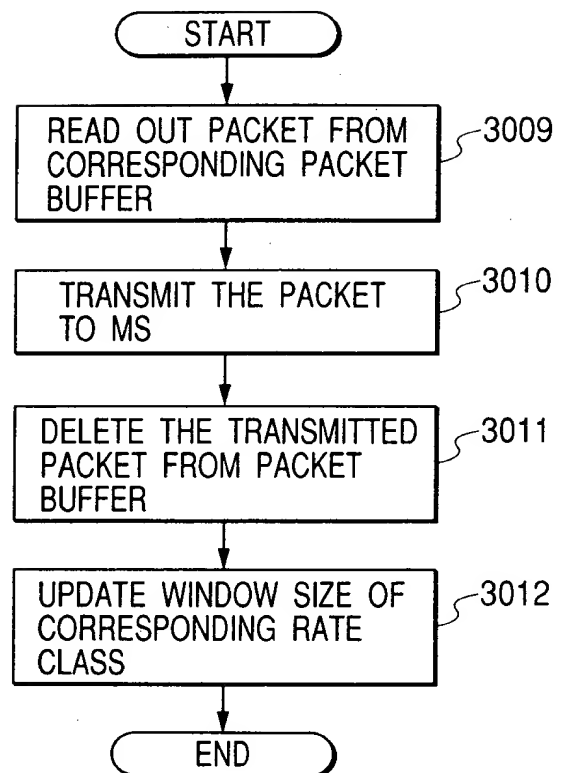 START
READ OUT PACKET FROM
CORRESPONDING PACKET
BUFFER
3009
TRANSMIT THE PACKET
TO MS
3010
DELETE THE TRANSMITTED
PACKET FROM PACKET
BUFFER
3011
UPDATE WINDOW SIZE OF
CORRESPONDING RATE
CLASS
3012
END